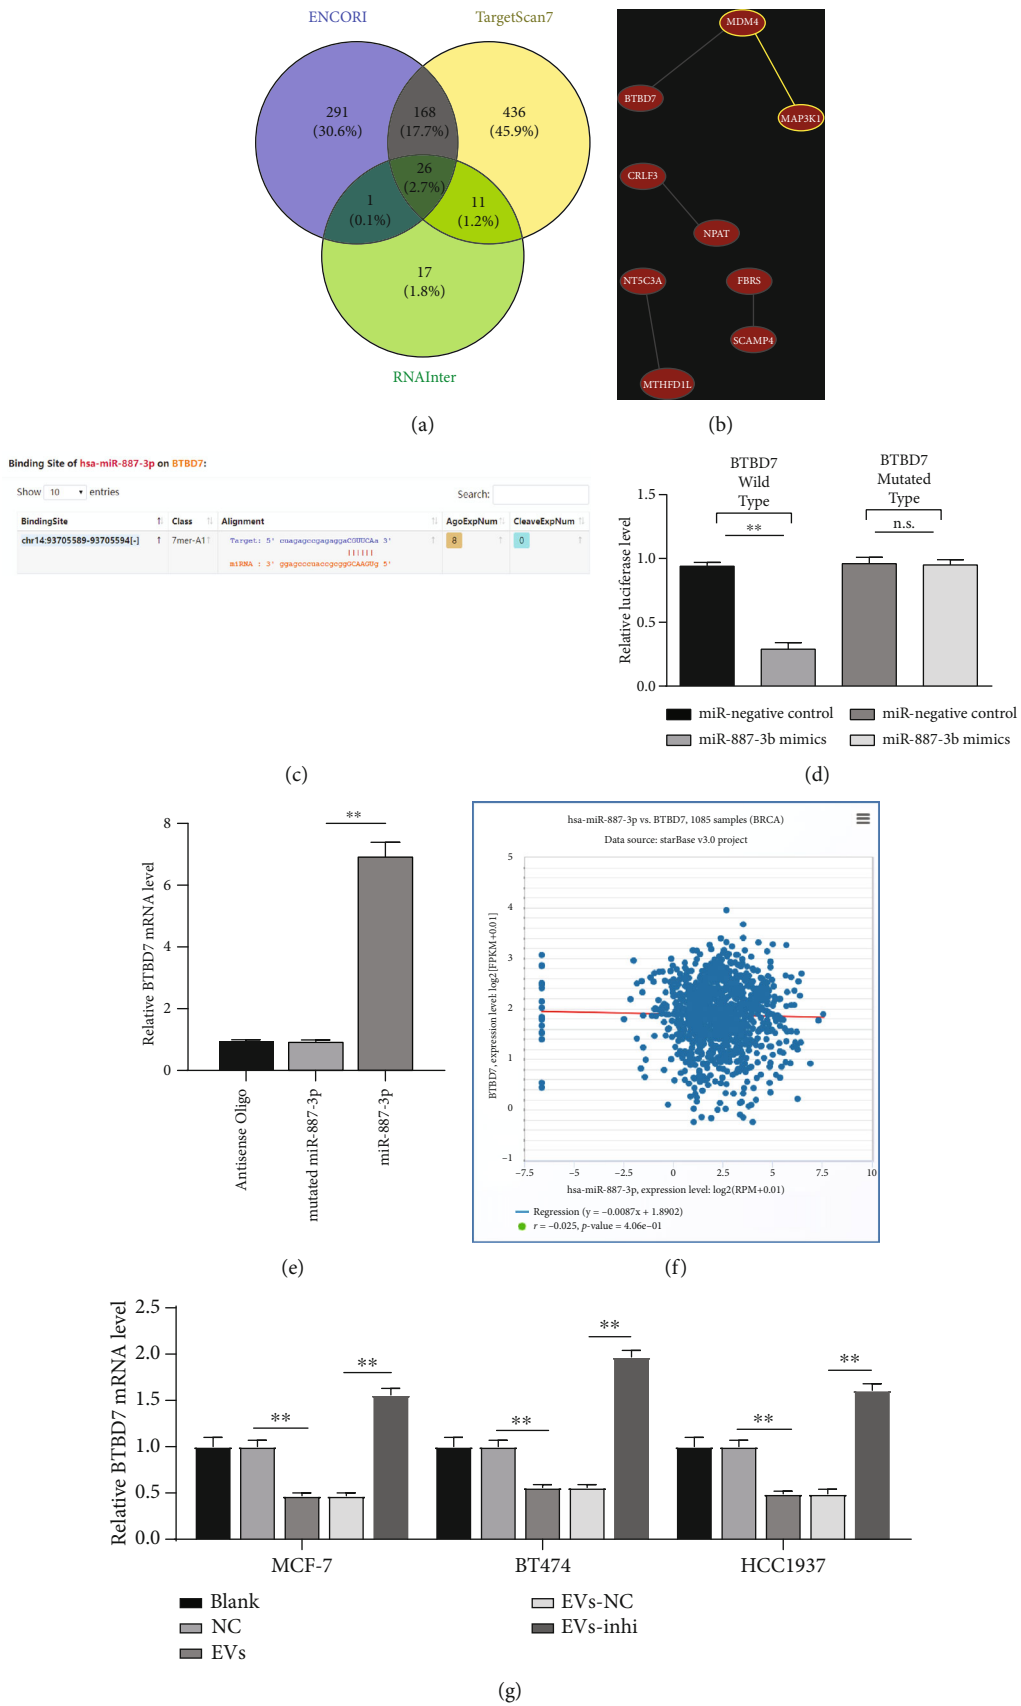 ENCORI
TargetScan7
291
(30.6%)
168
(17.7%)
436
(45.9%)
26
(2.7%)
1
(0.1%)
11
(1.2%)
17
(1.8%)
RNAInter
(a)
MDM4
BTBD7
MAP3K1
CRLF3
NPAT
NT5C3A
FBRS
SCAMP4
MTHFD1L
(b)
Binding Site of hsa-miR-887-3p on BTBD7:
Show 10 entries
Search:
BindingSite Class Alignment AgoExpNum CleaveExpNum
chr14:93705589-93705594[-] 7mer-A1 Target: 5' cuagagccgagaggaCGUUCAa 3' 8 0
||||||
miRNA : 3' ggagcccuaccgcggGCAAGUg 5'
(c)
BTBD7
Wild
Type
BTBD7
Mutated
Type
**
n.s.
Relative luciferase level
1.5
1.0
0.5
0.0
miR-negative control
miR-887-3b mimics
miR-negative control
miR-887-3b mimics
(d)
Relative BTBD7 mRNA level
8
6
4
2
0
**
Antisense Oligo
mutated miR-887-3p
miR-887-3p
(e)
hsa-miR-887-3p vs. BTBD7, 1085 samples (BRCA)
Data source: starBase v3.0 project
BTBD7, expression level: log2[FPKM+0.01]
5
4
3
2
1
0
−1
−7.5 −5 −2.5 0 2.5 5 7.5 10
hsa-miR-887-3p, expression level: log2(RPM+0.01)
Regression (y = −0.0087x + 1.8902)
r = −0.025, p-value = 4.06e−01
(f)
Relative BTBD7 mRNA level
2.5
2.0
1.5
1.0
0.5
0.0
** ** ** ** ** **
MCF-7 BT474 HCC1937
Blank
NC
EVs
EVs-NC
EVs-inhi
(g)